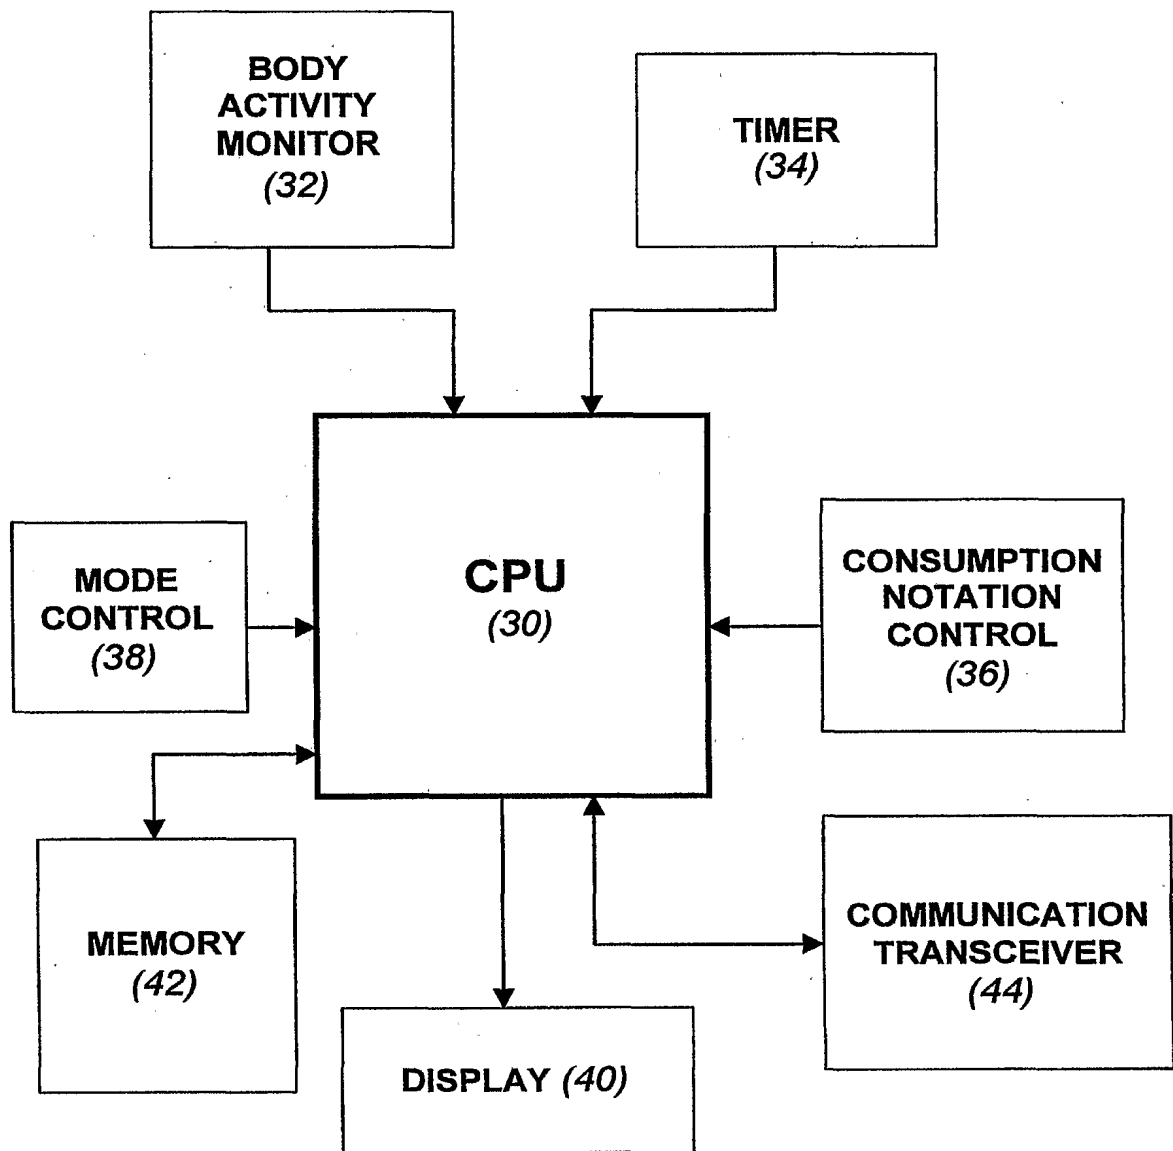 BODY
ACTIVITY
MONITOR
(32)
TIMER
(34)
MODE
CONTROL
(38)
CPU
(30)
CONSUMPTION
NOTATION
CONTROL
(36)
MEMORY
(42)
DISPLAY (40)
COMMUNICATION
TRANSCEIVER
(44)